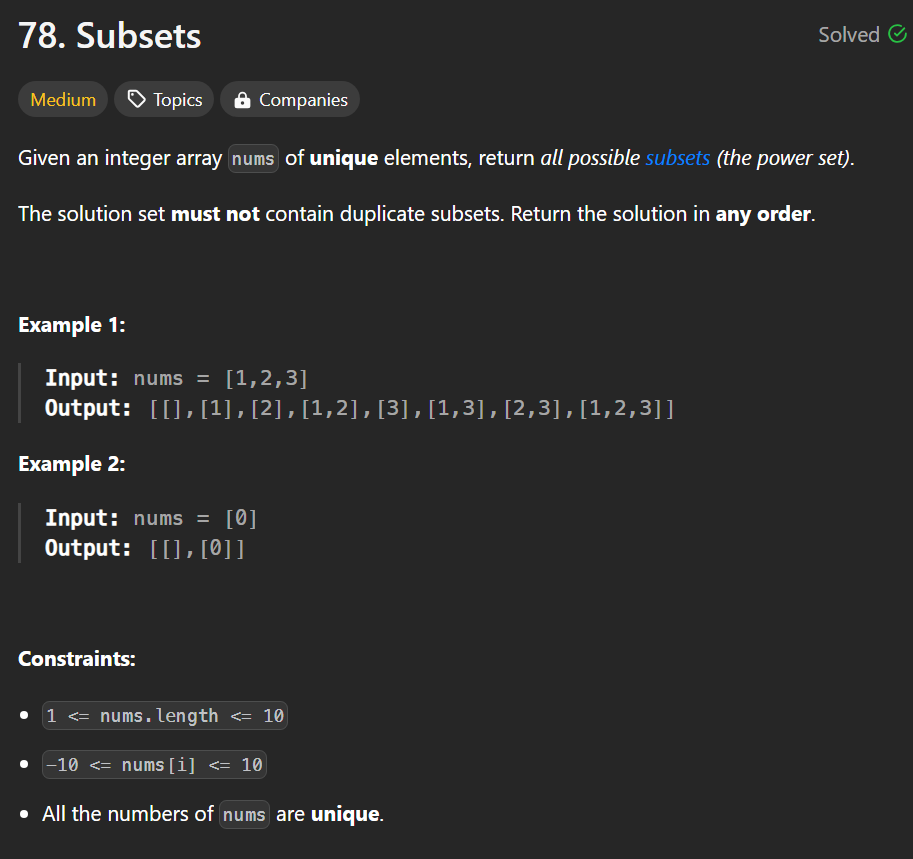 78. Subsets
Solved
Medium
Topics
Companies
Given an integer array nums of unique elements, return all possible subsets (the power set).
The solution set must not contain duplicate subsets. Return the solution in any order.
Example 1:
Input: nums = [1,2,3]
Output: [[],[1],[2],[1,2],[3],[1,3],[2,3],[1,2,3]]
Example 2:
Input: nums = [0]
Output: [[],[0]]
Constraints:
1 <= nums.length <= 10
-10 <= nums[i] <= 10
All the numbers of nums are unique.